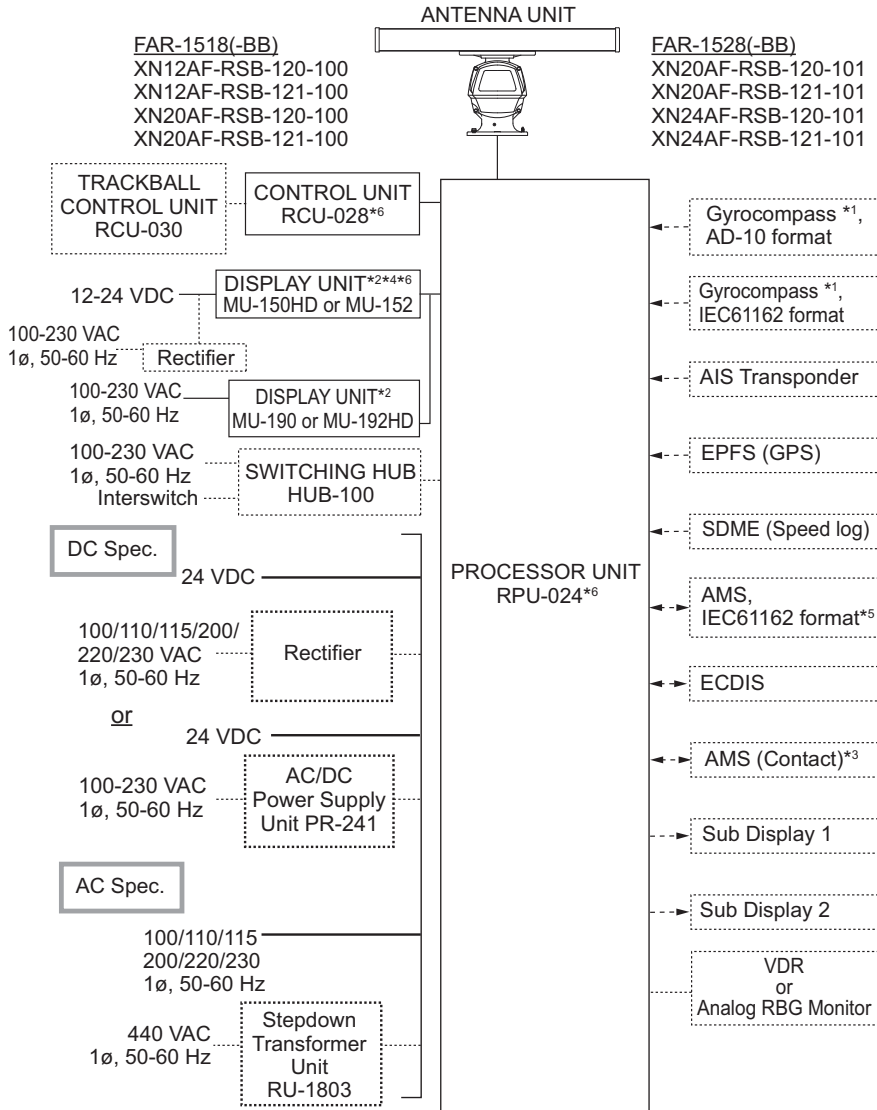 ANTENNA UNIT
FAR-1518(-BB)
XN12AF-RSB-120-100
XN12AF-RSB-121-100
XN20AF-RSB-120-100
XN20AF-RSB-121-100
FAR-1528(-BB)
XN20AF-RSB-120-101
XN20AF-RSB-121-101
XN24AF-RSB-120-101
XN24AF-RSB-121-101
TRACKBALL
CONTROL UNIT
RCU-030
CONTROL UNIT
RCU-028*6
12-24 VDC
DISPLAY UNIT*2*4*6
MU-150HD or MU-152
100-230 VAC
1ø, 50-60 Hz
Rectifier
100-230 VAC
1ø, 50-60 Hz
DISPLAY UNIT*2
MU-190 or MU-192HD
100-230 VAC
1ø, 50-60 Hz
Interswitch
SWITCHING HUB
HUB-100
DC Spec.
24 VDC
100/110/115/200/
220/230 VAC
1ø, 50-60 Hz
Rectifier
or
24 VDC
100-230 VAC
1ø, 50-60 Hz
AC/DC
Power Supply
Unit PR-241
AC Spec.
100/110/115
200/220/230
1ø, 50-60 Hz
440 VAC
1ø, 50-60 Hz
Stepdown
Transformer
Unit
RU-1803
PROCESSOR UNIT
RPU-024*6
Gyrocompass *1,
AD-10 format
Gyrocompass *1,
IEC61162 format
AIS Transponder
EPFS (GPS)
SDME (Speed log)
AMS,
IEC61162 format*5
ECDIS
AMS (Contact)*3
Sub Display 1
Sub Display 2
VDR
or
Analog RBG Monitor